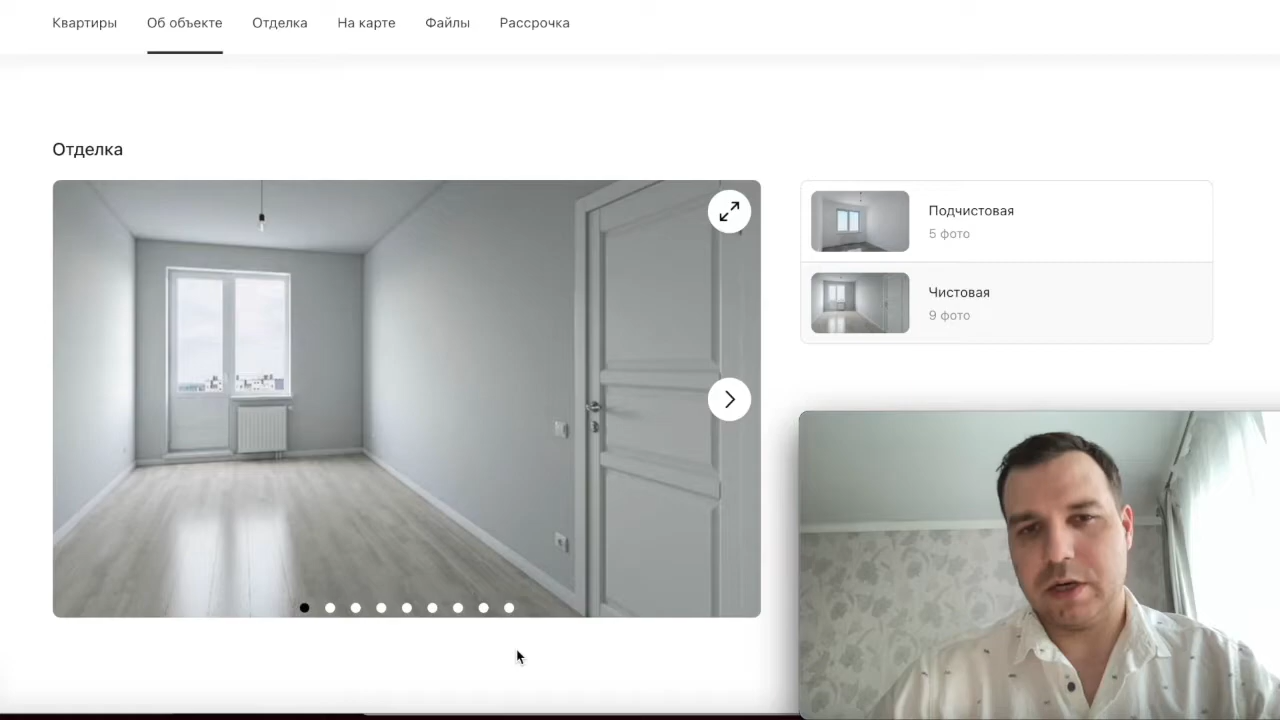 Квартиры
Об объекте
Отделка
На карте
Файлы
Рассрочка
Отделка
Подчистовая
5 фото
Чистовая
9 фото